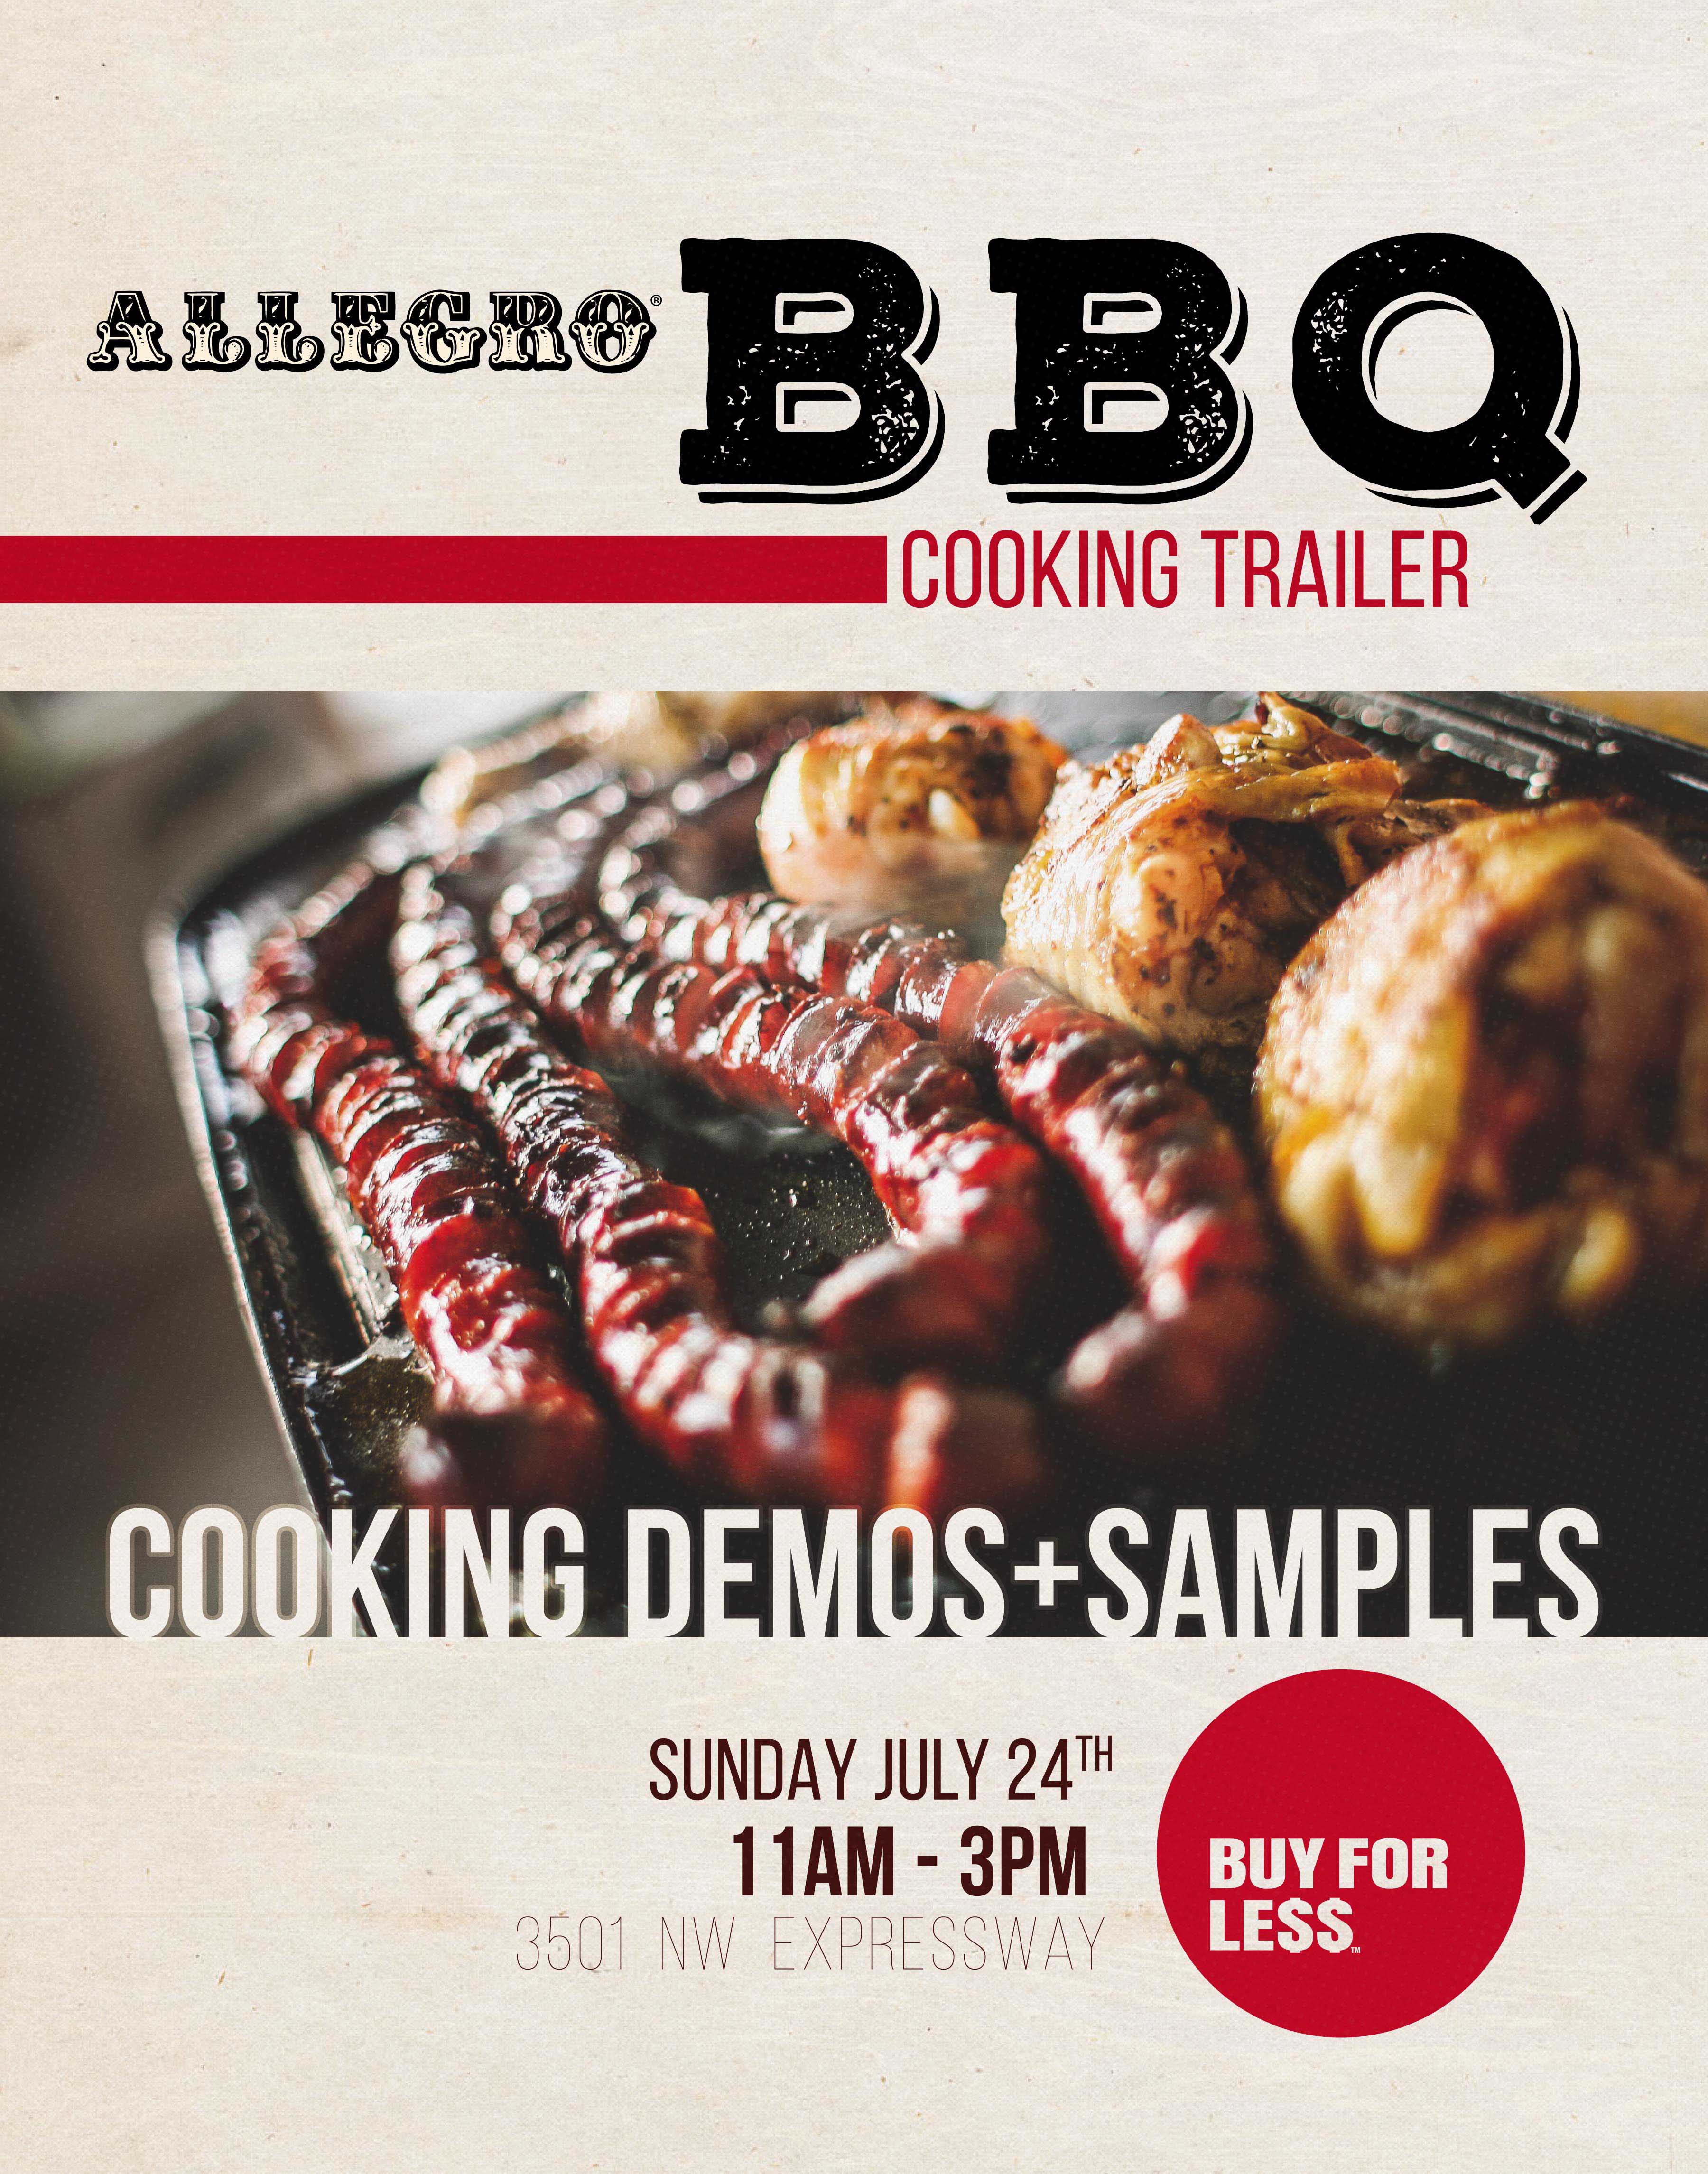 ALLEGRO® BBQ
COOKING TRAILER
COOKING DEMOS+SAMPLES
SUNDAY JULY 24TH
11AM - 3PM
3501 NW EXPRESSWAY
BUY FOR
LE$$™